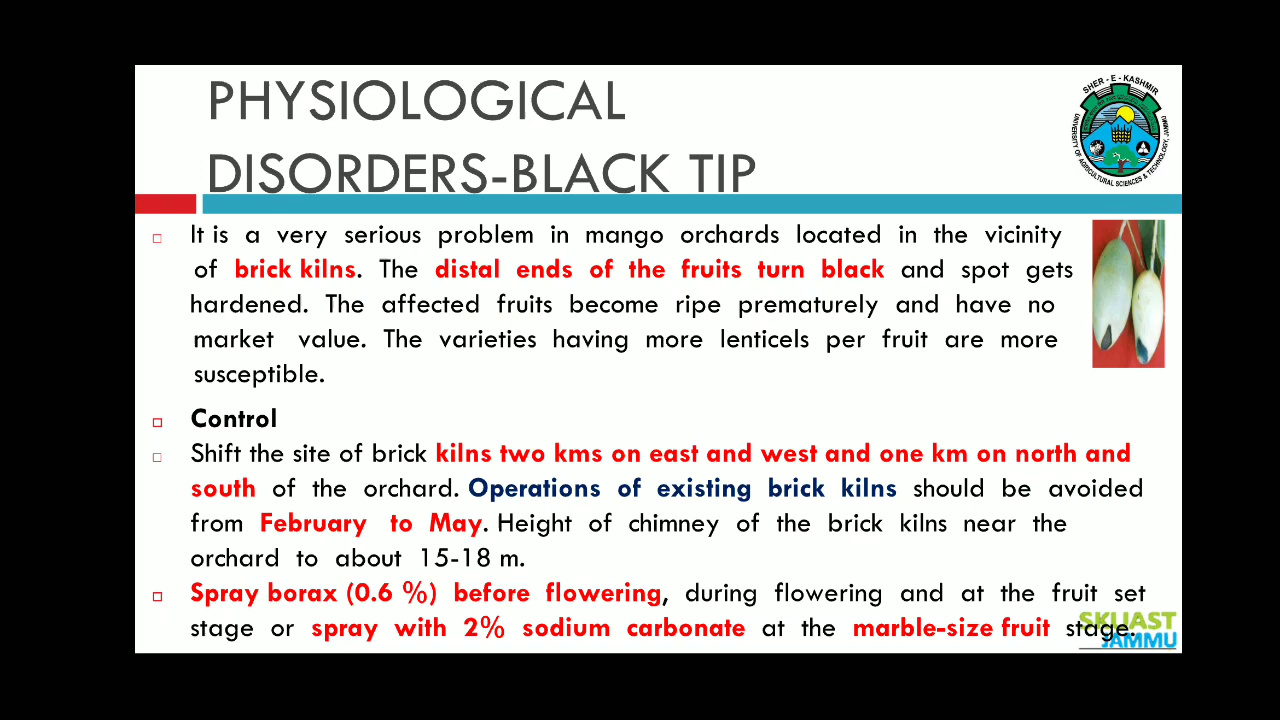 PHYSIOLOGICAL
DISORDERS-BLACK TIP
SHER - E - KASHMIR
UNIVERSITY OF AGRICULTURAL SCIENCES & TECHNOLOGY, JAMMU
It is a very serious problem in mango orchards located in the vicinity
of brick kilns. The distal ends of the fruits turn black and spot gets
hardened. The affected fruits become ripe prematurely and have no
market value. The varieties having more lenticels per fruit are more
susceptible.
Control
Shift the site of brick kilns two kms on east and west and one km on north and
south of the orchard. Operations of existing brick kilns should be avoided
from February to May. Height of chimney of the brick kilns near the
orchard to about 15-18 m.
Spray borax (0.6 %) before flowering, during flowering and at the fruit set
stage or spray with 2% sodium carbonate at the marble-size fruit stage.
SKUAST
JAMMU